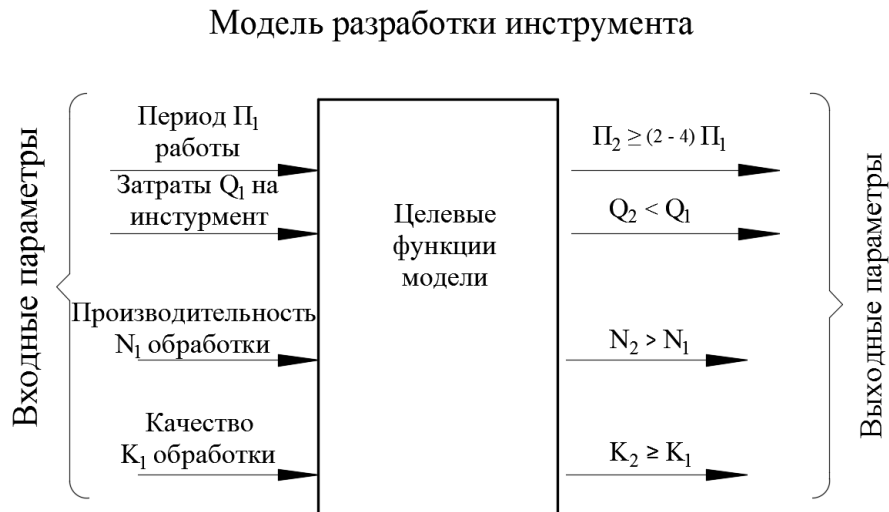 Модель разработки инструмента
Входные параметры
Период П₁
работы
Затраты Q₁ на
инстурмент
Производительность
N₁ обработки
Качество
K₁ обработки
Целевые
функции
модели
П₂ ≥ (2 - 4) П₁
Q₂ < Q₁
N₂ > N₁
K₂ ≥ K₁
Выходные параметры